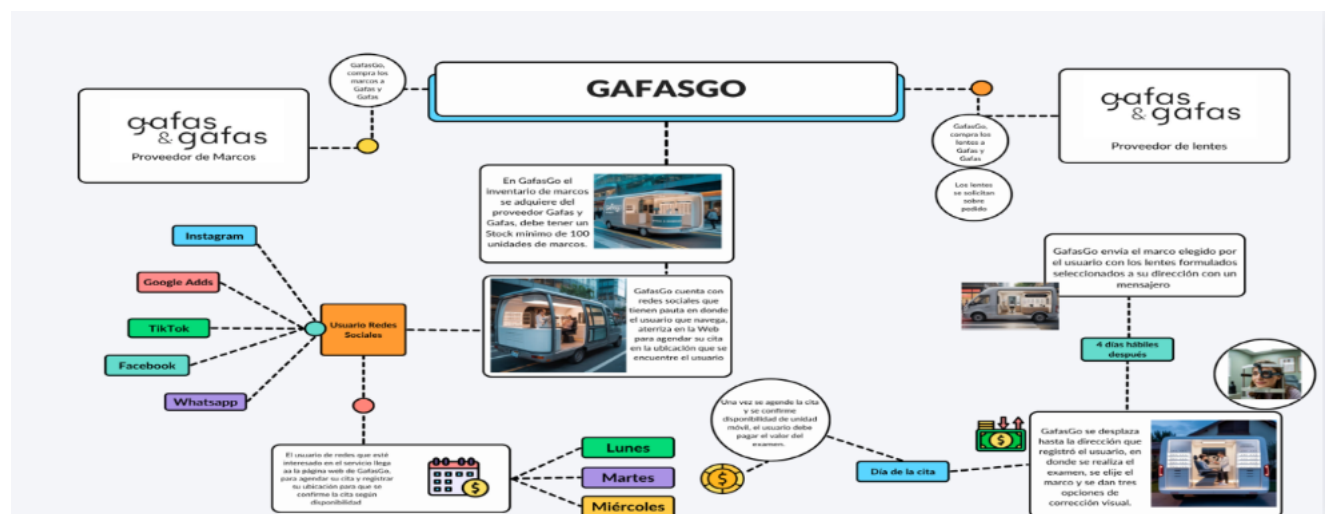 GafasGo,
compra los
marcos a
Gafas y
Gafas
GAFASGO
gafas
& gafas
Proveedor de Marcos
gafas
& gafas
Proveedor de lentes
GafasGo,
compra los
lentes a
Gafas y
Gafas
Los lentes
se solicitan
sobre
pedido
En GafasGo el
inventario de marcos
se adquiere del
proveedor Gafas y
Gafas, debe tener un
Stock mínimo de 100
unidades de marcos.
Instagram
Google Adds
TikTok
Facebook
Whatsapp
Usuario Redes
Sociales
GafasGo cuenta con
redes sociales que
tienen pauta en donde
el usuario que navega,
aterriza en la Web
para agendar su cita
en la ubicación que se
encuentre el usuario
GafasGo envía el marco elegido por
el usuario con los lentes formulados
seleccionados a su dirección con un
mensajero
4 días hábiles
después
Una vez se agende la cita
y se confirme
disponibilidad de unidad
móvil, el usuario debe
pagar el valor del
examen.
Día de la cita
GafasGo se desplaza
hasta la dirección que
registró el usuario, en
donde se realiza el
examen, se elije el
marco y se dan tres
opciones de
corrección visual.
El usuario de redes que esté
interesado en el servicio llega
aa la página web de GafasGo,
para agendar su cita y registrar
su ubicación para que se
confirme la cita según
disponibilidad
Lunes
Martes
Miércoles